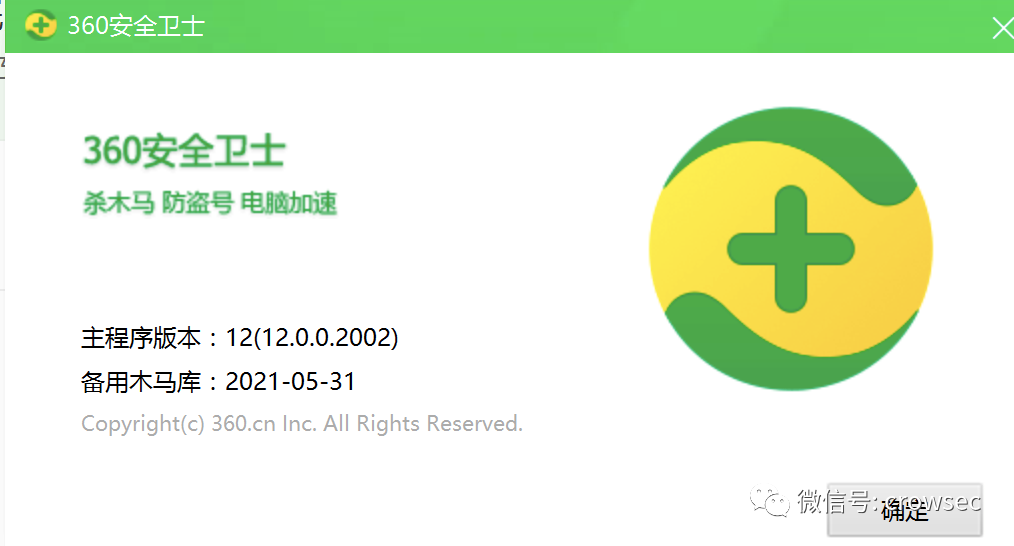 360安全卫士
360安全卫士
杀木马 防盗号 电脑加速
主程序版本：12(12.0.0.2002)
备用木马库：2021-05-31
Copyright(c) 360.cn Inc. All Rights Reserved.
微信号: crowsec
确定